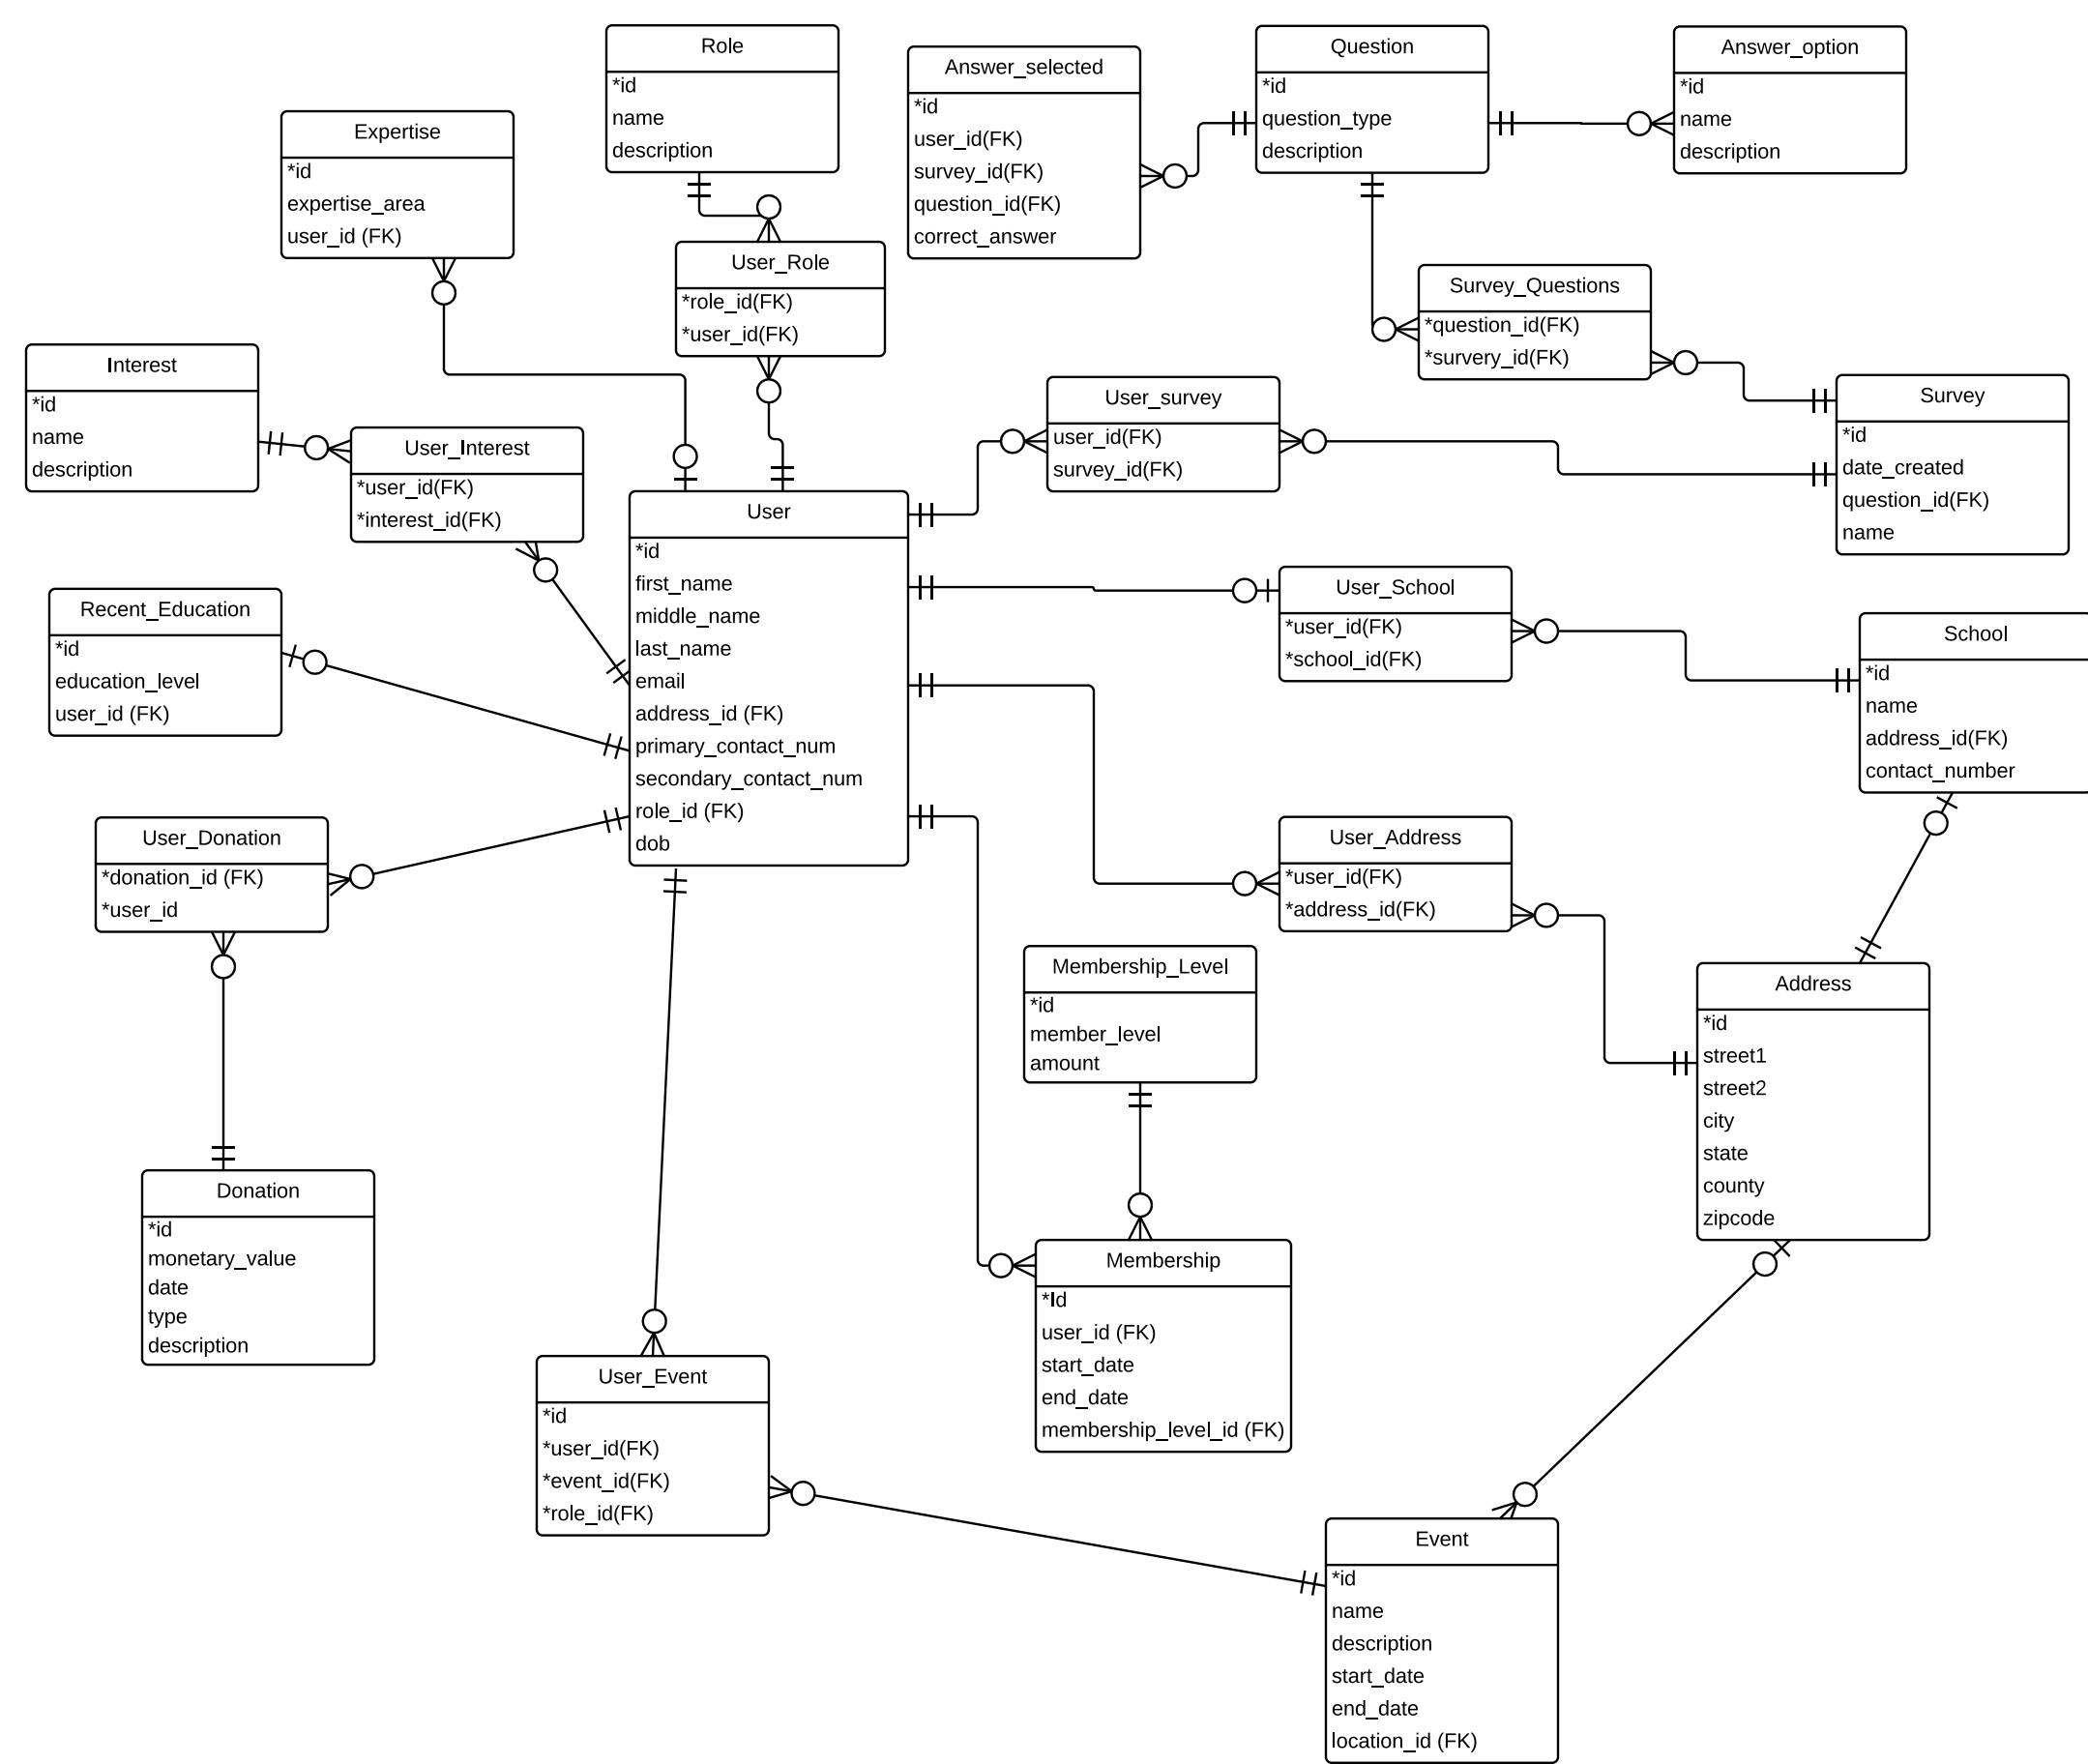 Role
*id
name
description
Answer_selected
*id
user_id(FK)
survey_id(FK)
question_id(FK)
correct_answer
Question
*id
question_type
description
Answer_option
*id
name
description
Expertise
*id
expertise_area
user_id (FK)
User_Role
*role_id(FK)
*user_id(FK)
Survey_Questions
*question_id(FK)
*survery_id(FK)
Interest
*id
name
description
User_Interest
*user_id(FK)
*interest_id(FK)
User_survey
user_id(FK)
survey_id(FK)
Survey
*id
date_created
question_id(FK)
name
User
*id
first_name
middle_name
last_name
email
address_id (FK)
primary_contact_num
secondary_contact_num
role_id (FK)
dob
User_School
*user_id(FK)
*school_id(FK)
School
*id
name
address_id(FK)
contact_number
Recent_Education
*id
education_level
user_id (FK)
User_Donation
*donation_id (FK)
*user_id
User_Address
*user_id(FK)
*address_id(FK)
Membership_Level
*id
member_level
amount
Address
*id
street1
street2
city
state
county
zipcode
Donation
*id
monetary_value
date
type
description
Membership
*Id
user_id (FK)
start_date
end_date
membership_level_id (FK)
User_Event
*id
*user_id(FK)
*event_id(FK)
*role_id(FK)
Event
*id
name
description
start_date
end_date
location_id (FK)